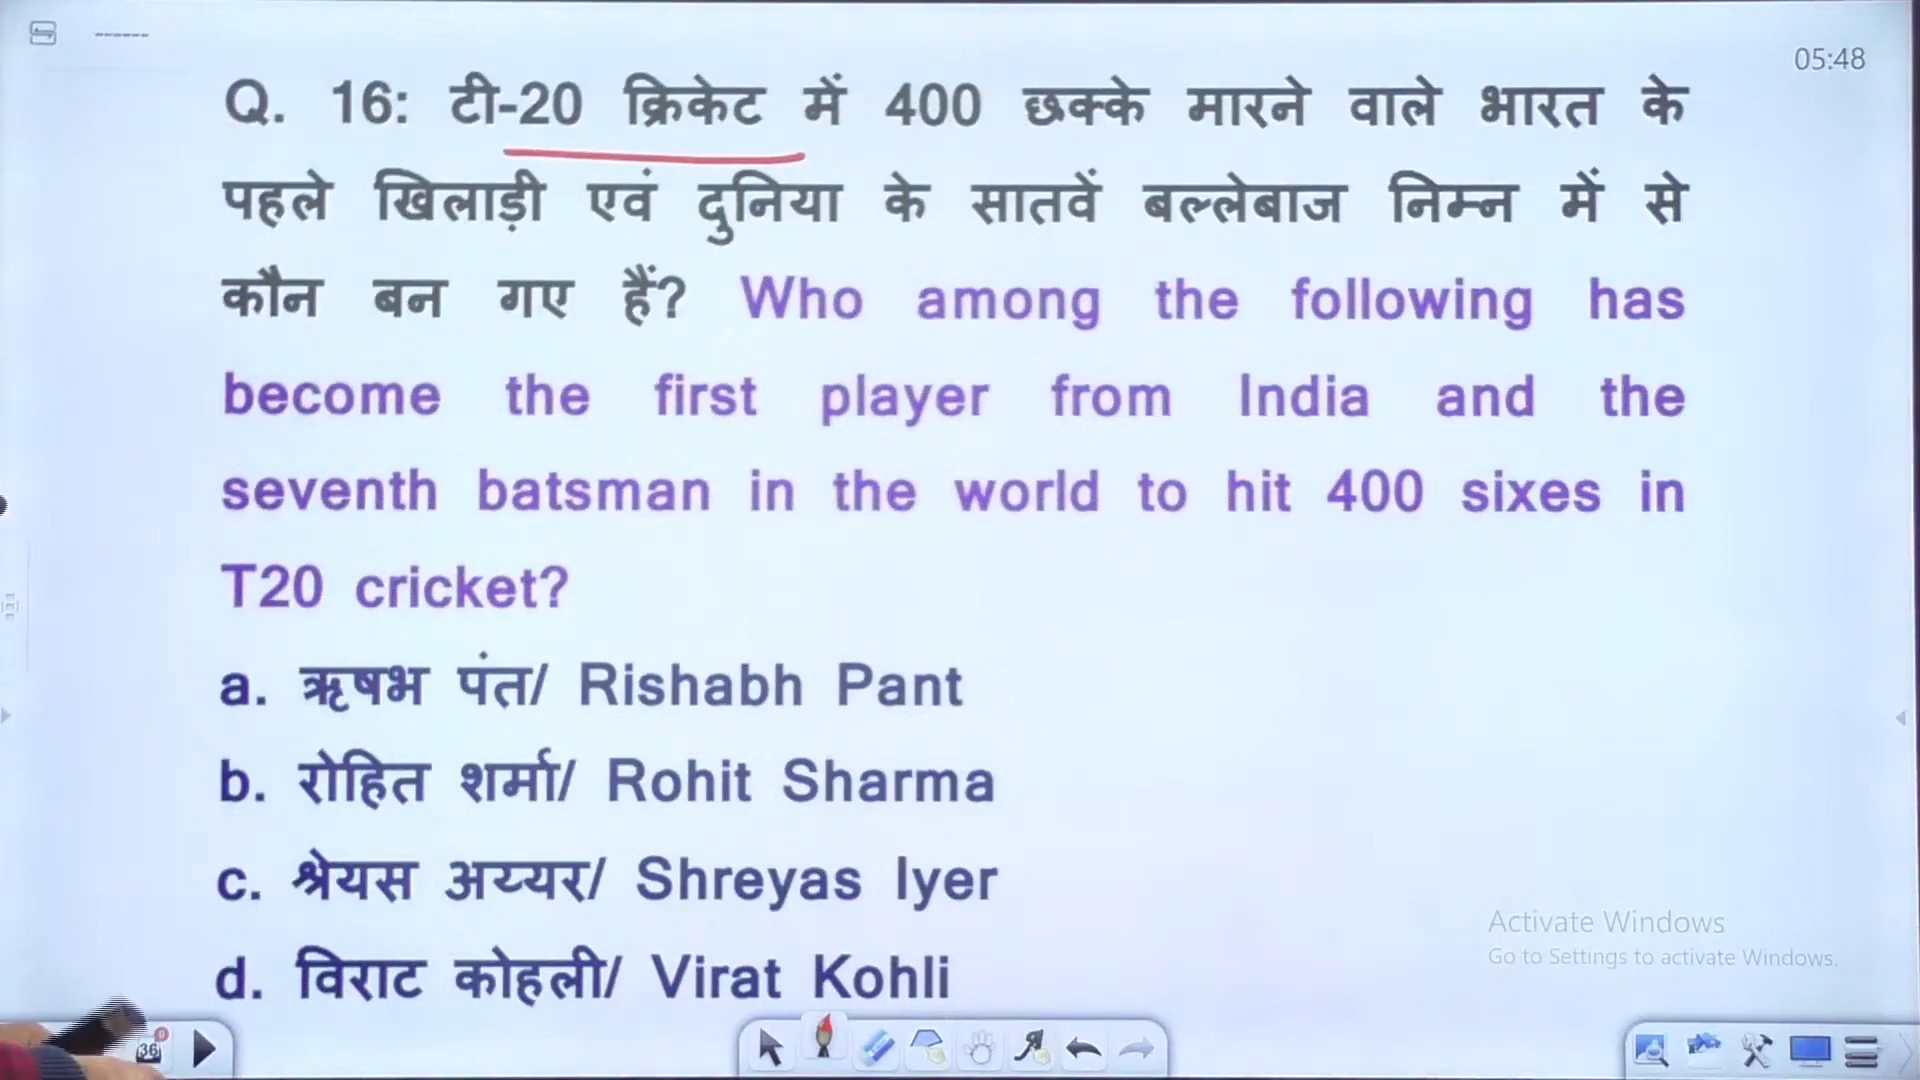 05:48
Q. 16: टी-20 क्रिकेट में 400 छक्के मारने वाले भारत के
पहले खिलाड़ी एवं दुनिया के सातवें बल्लेबाज निम्न में से
कौन बन गए हैं? Who among the following has
become the first player from India and the
seventh batsman in the world to hit 400 sixes in
T20 cricket?
a. ऋषभ पंत/ Rishabh Pant
b. रोहित शर्मा/ Rohit Sharma
c. श्रेयस अय्यर/ Shreyas Iyer
d. विराट कोहली/ Virat Kohli
Activate Windows
Go to Settings to activate Windows.
36